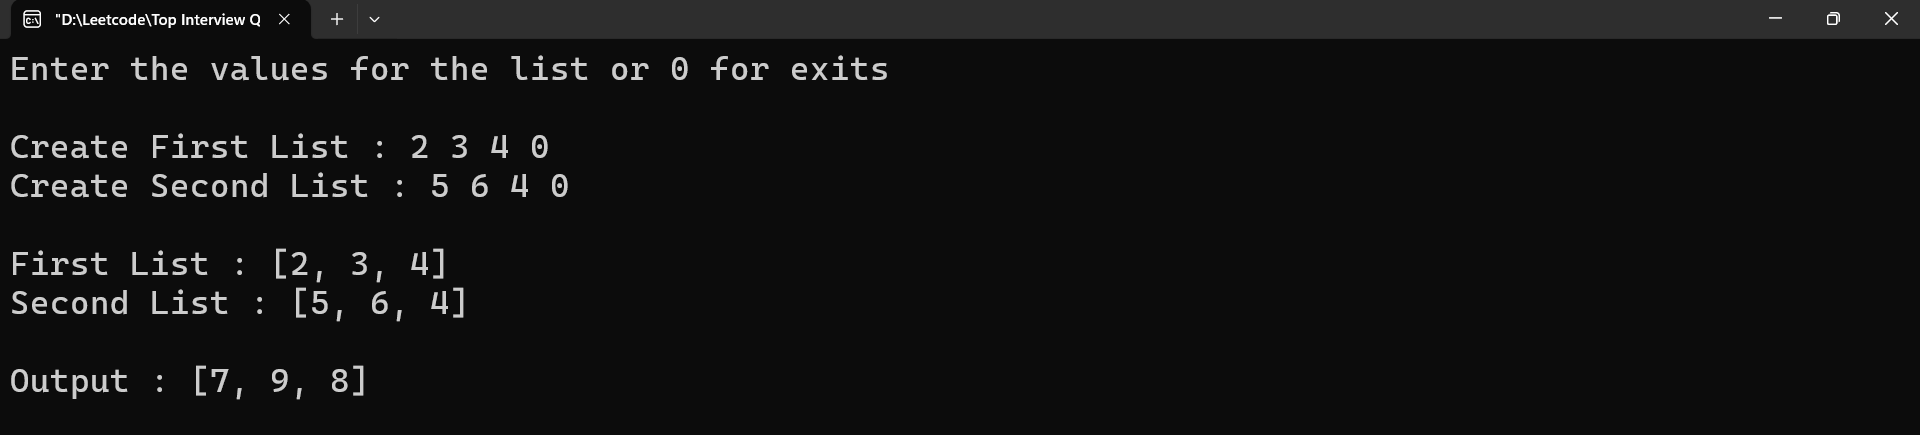 "D:\Leetcode\Top Interview Q
Enter the values for the list or 0 for exits
Create First List : 2 3 4 0
Create Second List : 5 6 4 0
First List : [2, 3, 4]
Second List : [5, 6, 4]
Output : [7, 9, 8]